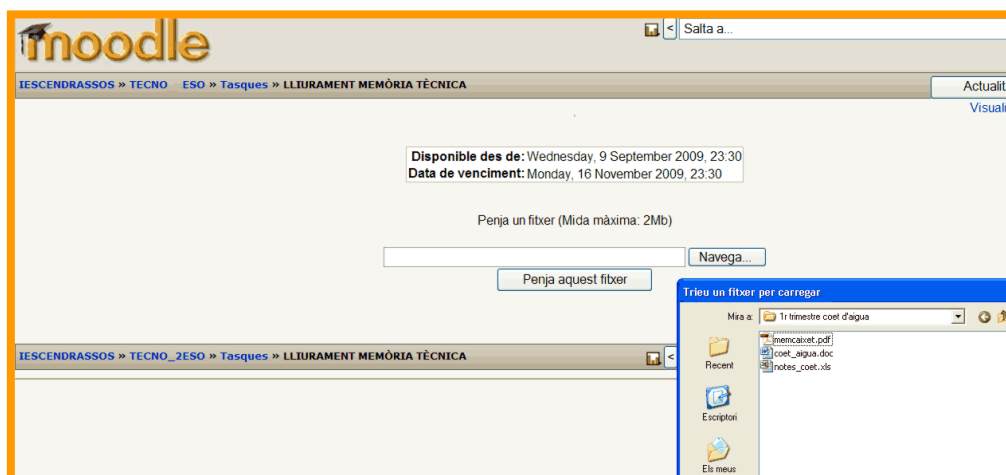 moodle
Salta a...
IESCENDRASSOS » TECNO ESO » Tasques » LLIURAMENT MEMÒRIA TÈCNICA
Actualit
Visuali
Disponible des de: Wednesday, 9 September 2009, 23:30
Data de venciment: Monday, 16 November 2009, 23:30
Penja un fitxer (Mida màxima: 2Mb)
Navega...
Penja aquest fitxer
Trieu un fitxer per carregar
Mira a: 1r trimestre coet d'aigua
memcaixet.pdf
coet_aigua.doc
notes_coet.xls
Recent
IESCENDRASSOS » TECNO_2ESO » Tasques » LLIURAMENT MEMÒRIA TÈCNICA
Escriptori
Els meus